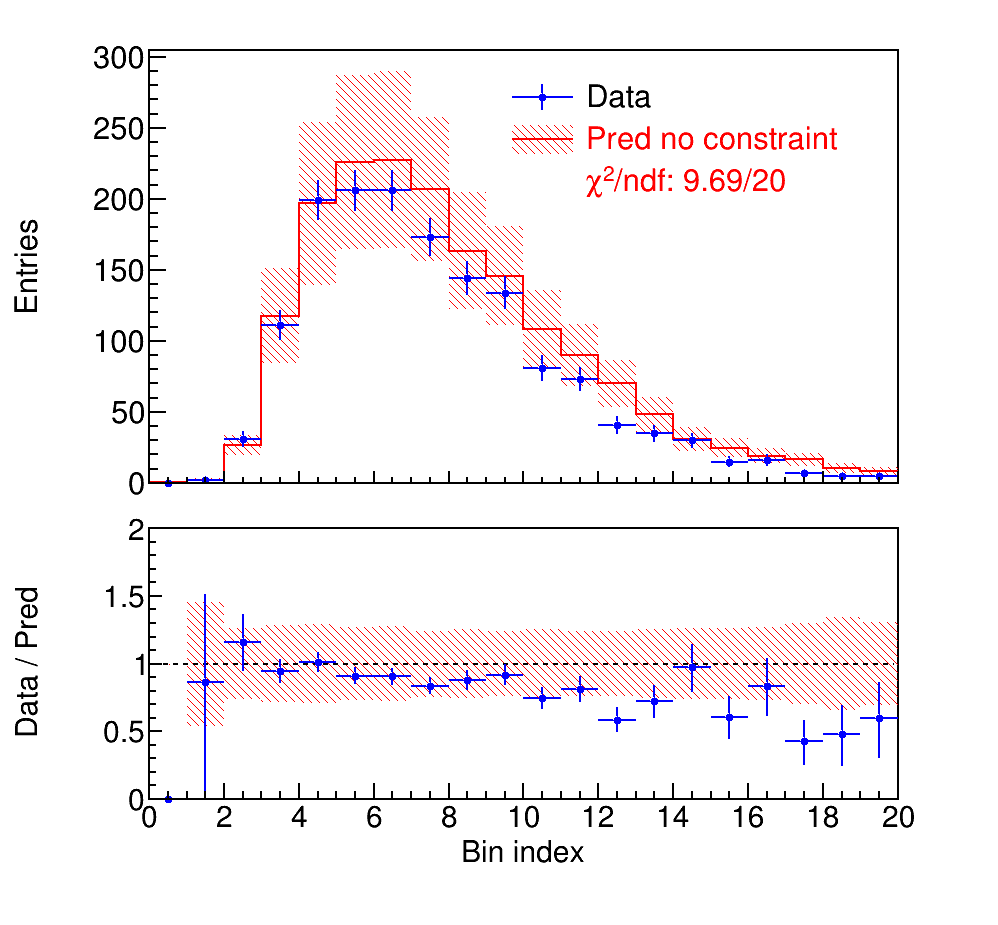 300
250
200
150
100
50
0
Entries
Data
Pred no constraint
χ²/ndf: 9.69/20
2
1.5
1
0.5
0
Data / Pred
0 2 4 6 8 10 12 14 16 18 20
Bin index